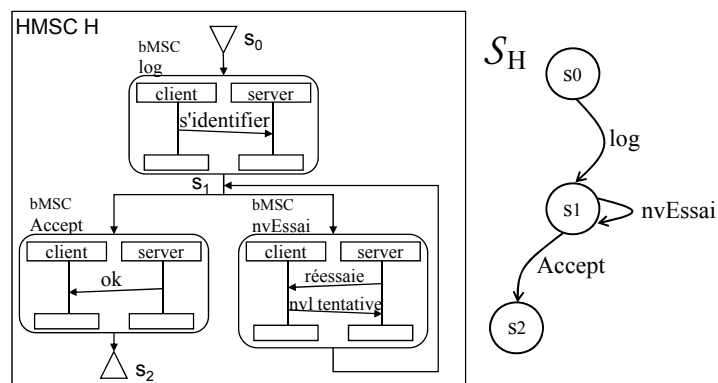 HMSC H
s0
bMSC
log
client server
s'identifier
s1
bMSC
Accept
client server
ok
s2
bMSC
nvEssai
client server
réessaie
nvl tentative
SH
s0
log
s1
nvEssai
Accept
s2